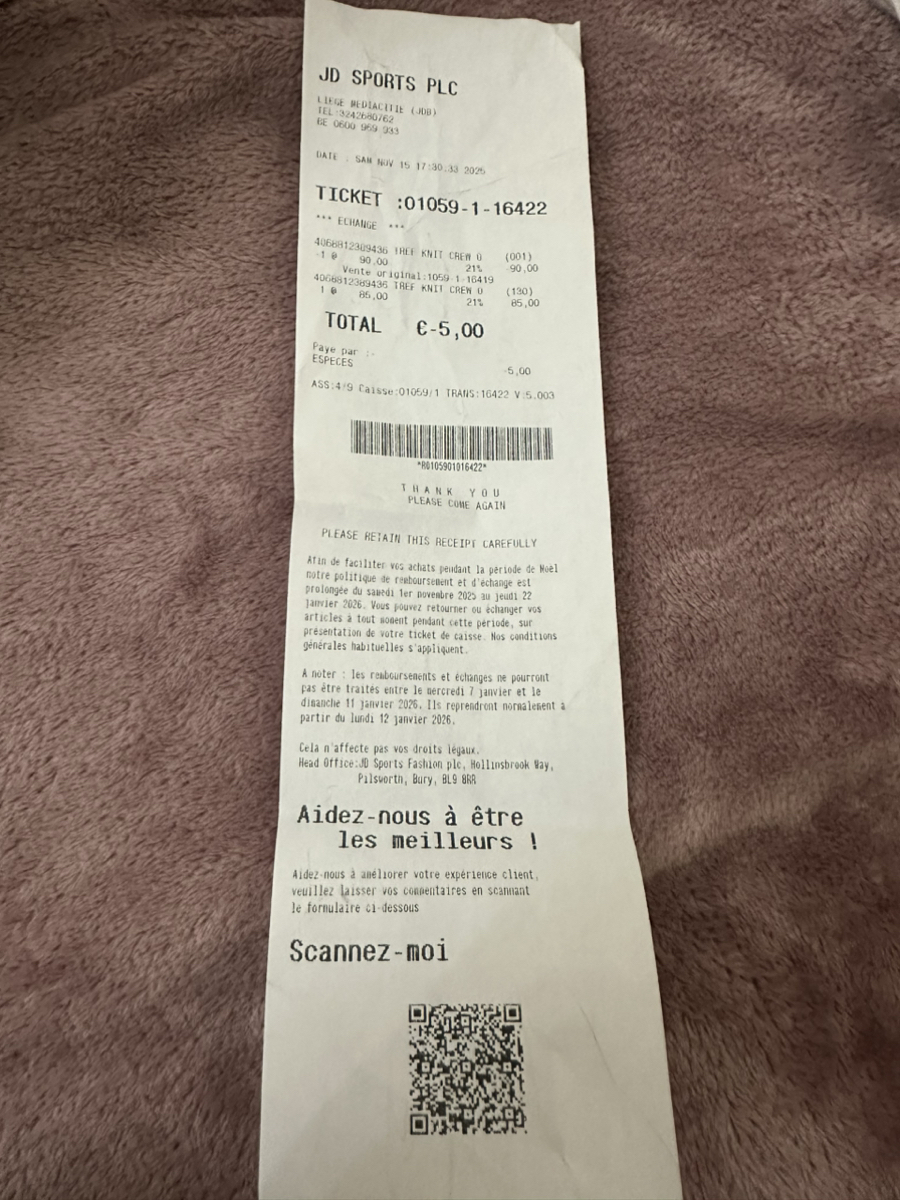 JD SPORTS PLC
LIEGE MEDIACITIE (JDB)
TEL:3242680762
BE 0600 969 933
DATE : SAM NOV 15 17:30:33 2025
TICKET :01059-1-16422
*** ECHANGE ***
4068812389436 TREF KNIT CREW O (001)
-1 @ 90,00 21% -90,00
Vente original:1059-1-16419
4068812389436 TREF KNIT CREW O (130)
1 @ 85,00 21% 85,00
TOTAL €-5,00
Paye par :-
ESPECES -5,00
Caisse:01059/1 TRANS:16422 V:5.003
*R0105901016422*
THANK YOU
PLEASE COME AGAIN
PLEASE RETAIN THIS RECEIPT CAREFULLY
Afin de faciliter vos achats pendant la période de Noël
notre politique de remboursement et d'échange est
prolongée du samedi 1er novembre 2025 au jeudi 22
janvier 2026. Vous pouvez retourner ou échanger vos
articles à tout moment pendant cette période, sur
présentation de votre ticket de caisse. Nos conditions
générales habituelles s'appliquent.
A noter : les remboursements et échanges ne pourront
pas être traités entre le mercredi 7 janvier et le
dimanche 11 janvier 2026. Ils reprendront normalement à
partir du lundi 12 janvier 2026.
Cela n'affecte pas vos droits légaux.
Head Office:JD Sports Fashion plc, Hollinsbrook Way,
Pilsworth, Bury, BL9 8RR
Aidez-nous à être
les meilleurs !
Aidez-nous à améliorer votre expérience client,
veuillez laisser vos commentaires en scannant
le formulaire ci-dessous
Scannez-moi